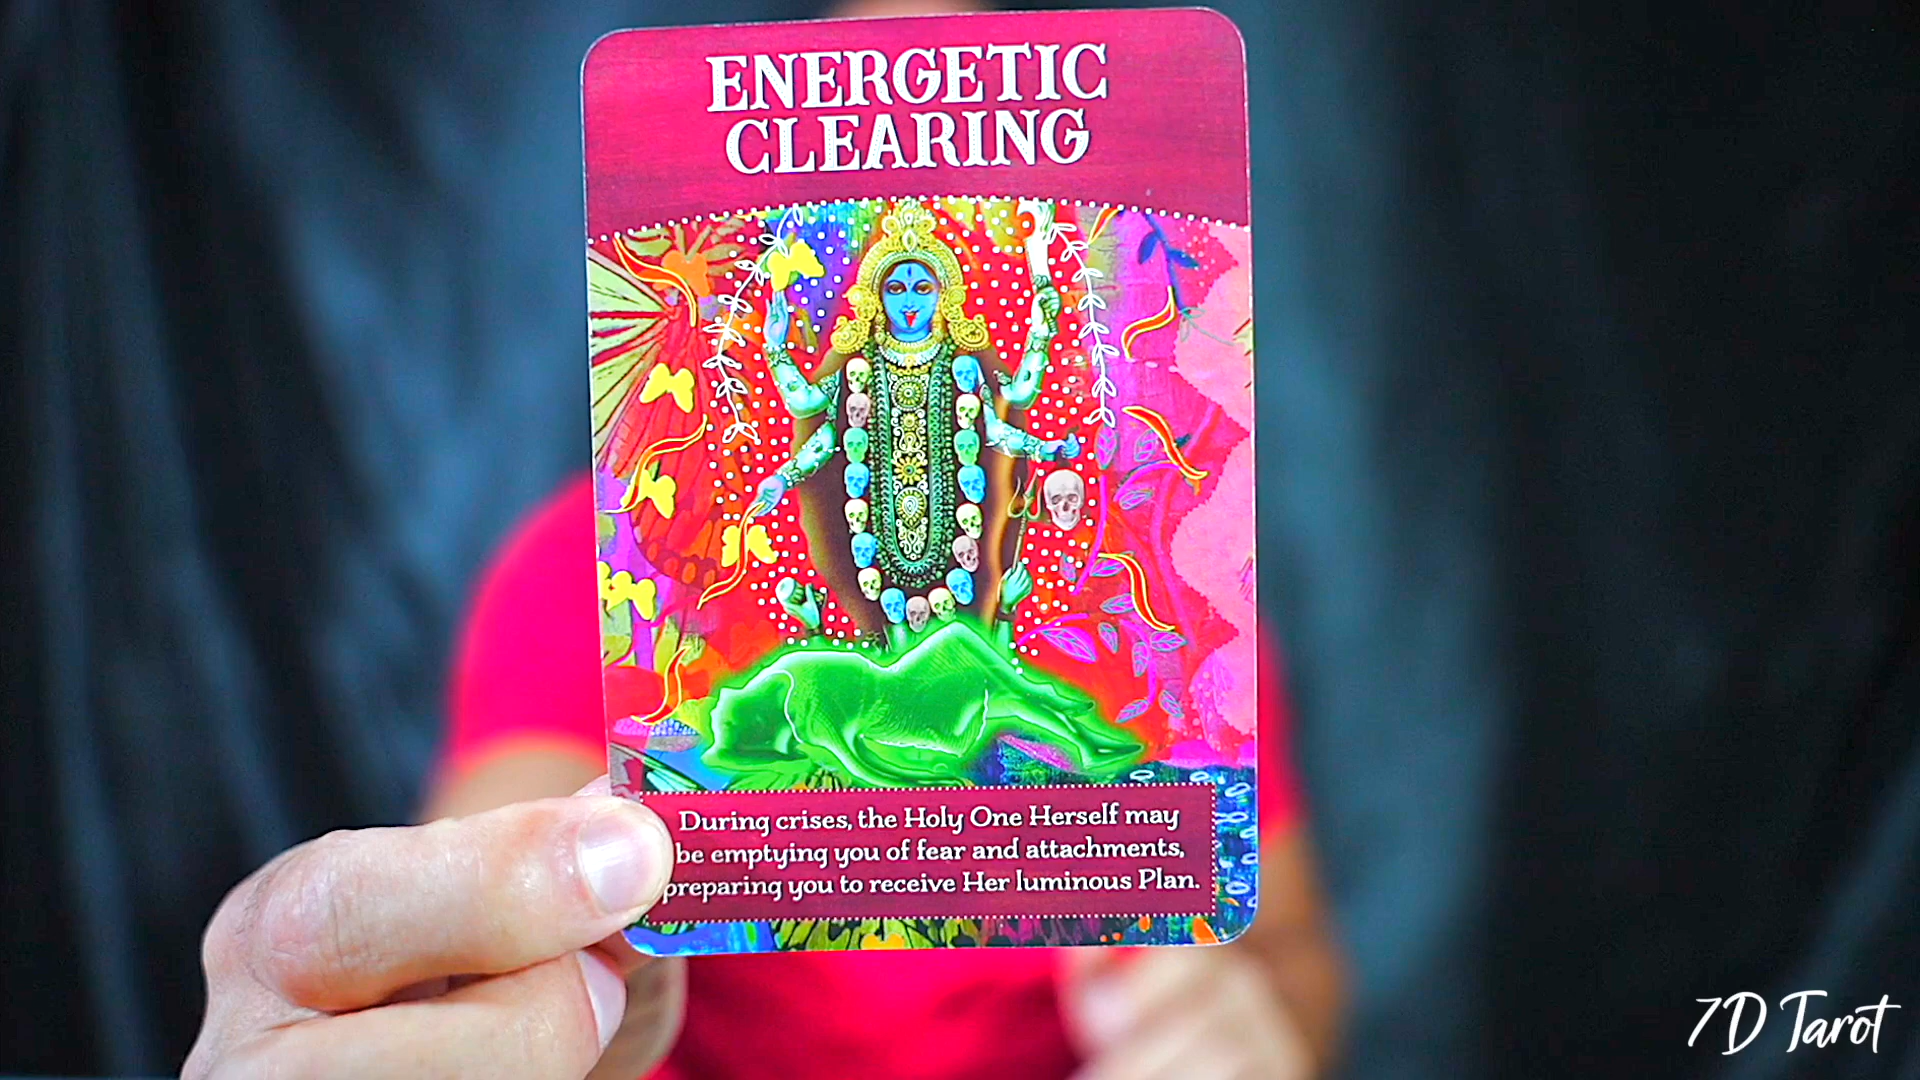 ENERGETIC
CLEARING
During crises, the Holy One Herself may
be emptying you of fear and attachments,
preparing you to receive Her luminous Plan.
7D Tarot